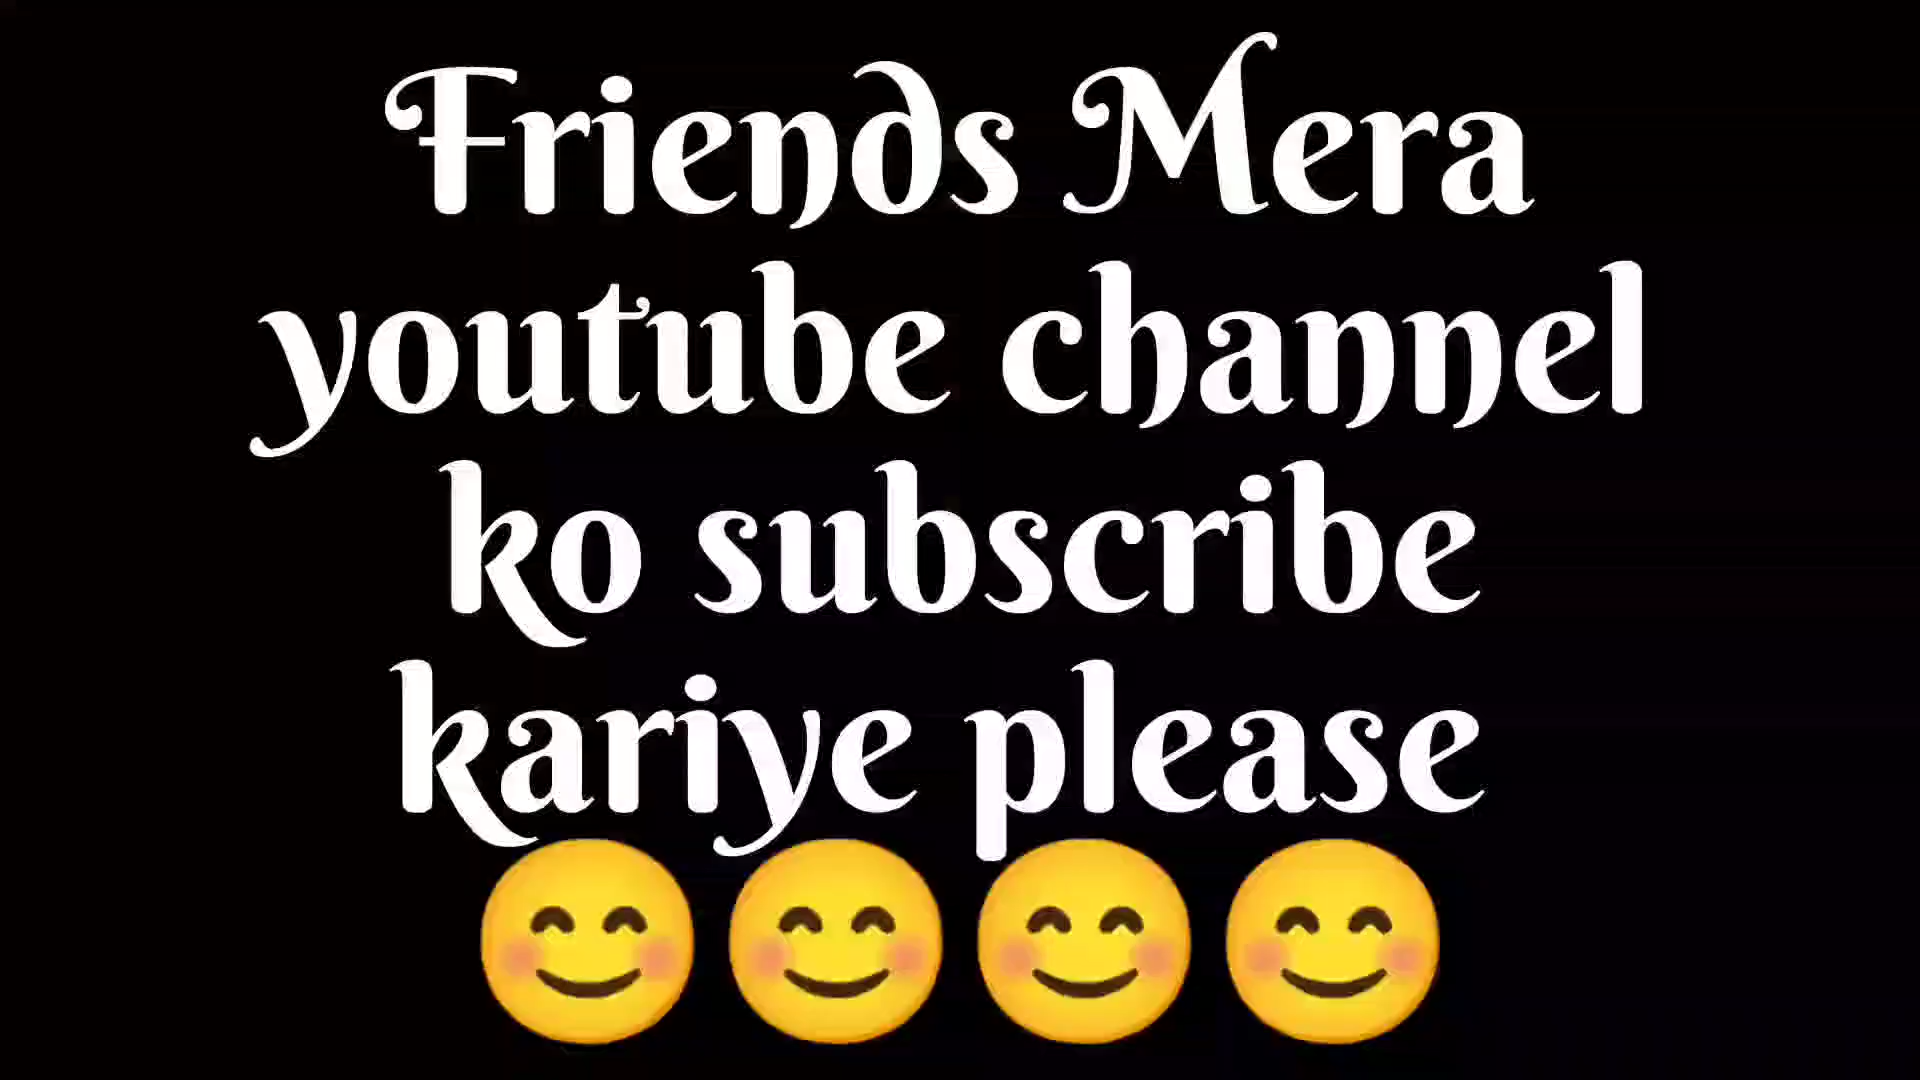 Friends Mera
youtube channel
ko subscribe
kariye please
😊😊😊😊